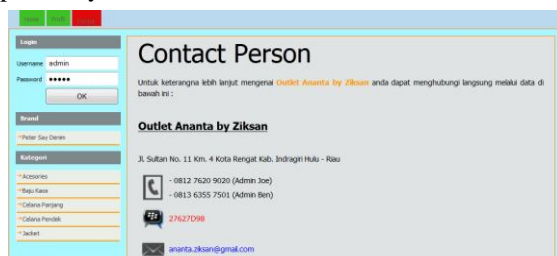 Home Profil
Login
Username admin
Password •••••
OK
Brand
Peter Say Denim
Kategori
Acesories
Baju Kaos
Celana Panjang
Celana Pendek
Jacket
Contact Person
Untuk keterangna lebih lanjut mengenai Outlet Ananta by Ziksan anda dapat menghubungi langsung melalui data di
bawah ini :
Outlet Ananta by Ziksan
Jl. Sultan No. 11 Km. 4 Kota Rengat Kab. Indragiri Hulu - Riau
- 0812 7620 9020 (Admin Joe)
- 0813 6355 7501 (Admin Ben)
27627D98
ananta.ziksan@gmail.com